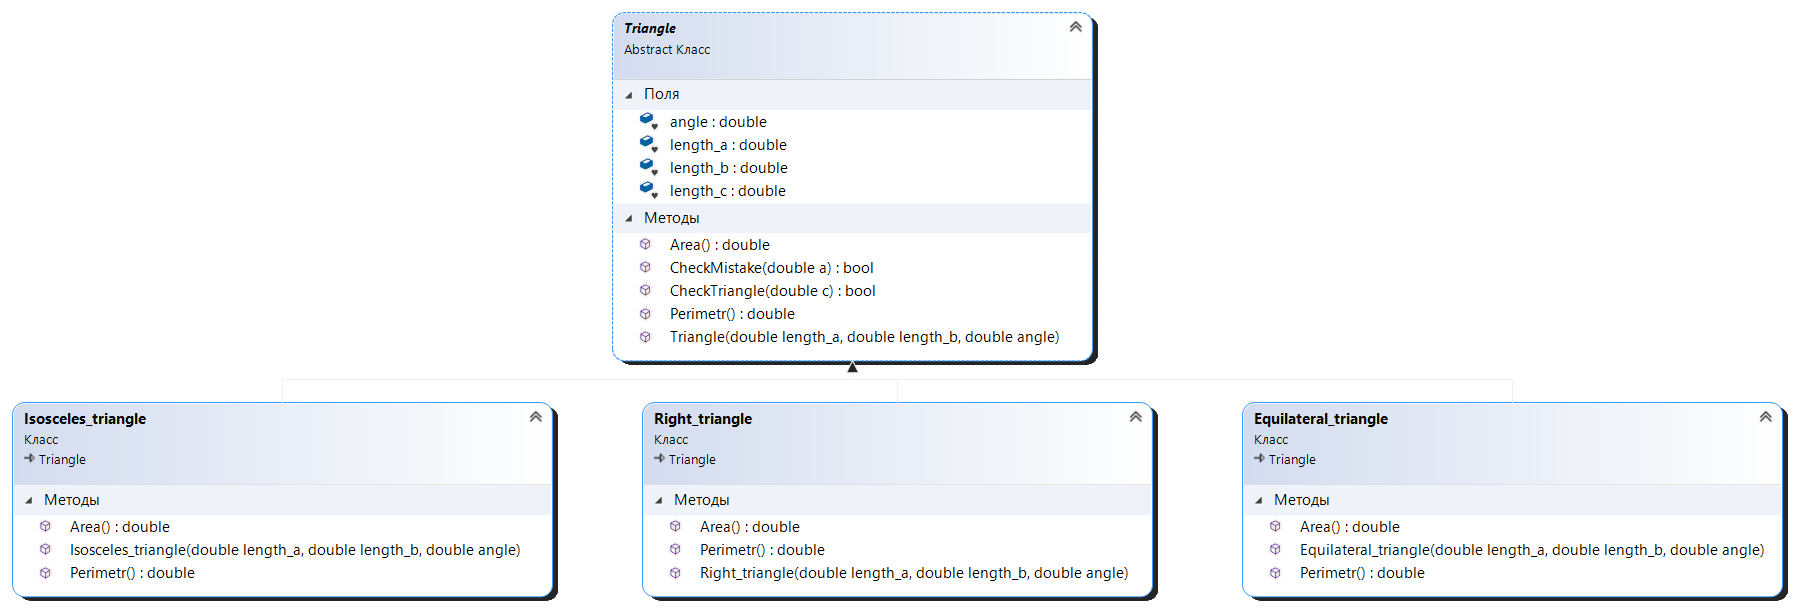 Triangle
Abstract Класс
Поля
angle : double
length_a : double
length_b : double
length_c : double
Методы
Area() : double
CheckMistake(double a) : bool
CheckTriangle(double c) : bool
Perimetr() : double
Triangle(double length_a, double length_b, double angle)
Isosceles_triangle
Класс
Triangle
Методы
Area() : double
Isosceles_triangle(double length_a, double length_b, double angle)
Perimetr() : double
Right_triangle
Класс
Triangle
Методы
Area() : double
Perimetr() : double
Right_triangle(double length_a, double length_b, double angle)
Equilateral_triangle
Класс
Triangle
Методы
Area() : double
Equilateral_triangle(double length_a, double length_b, double angle)
Perimetr() : double